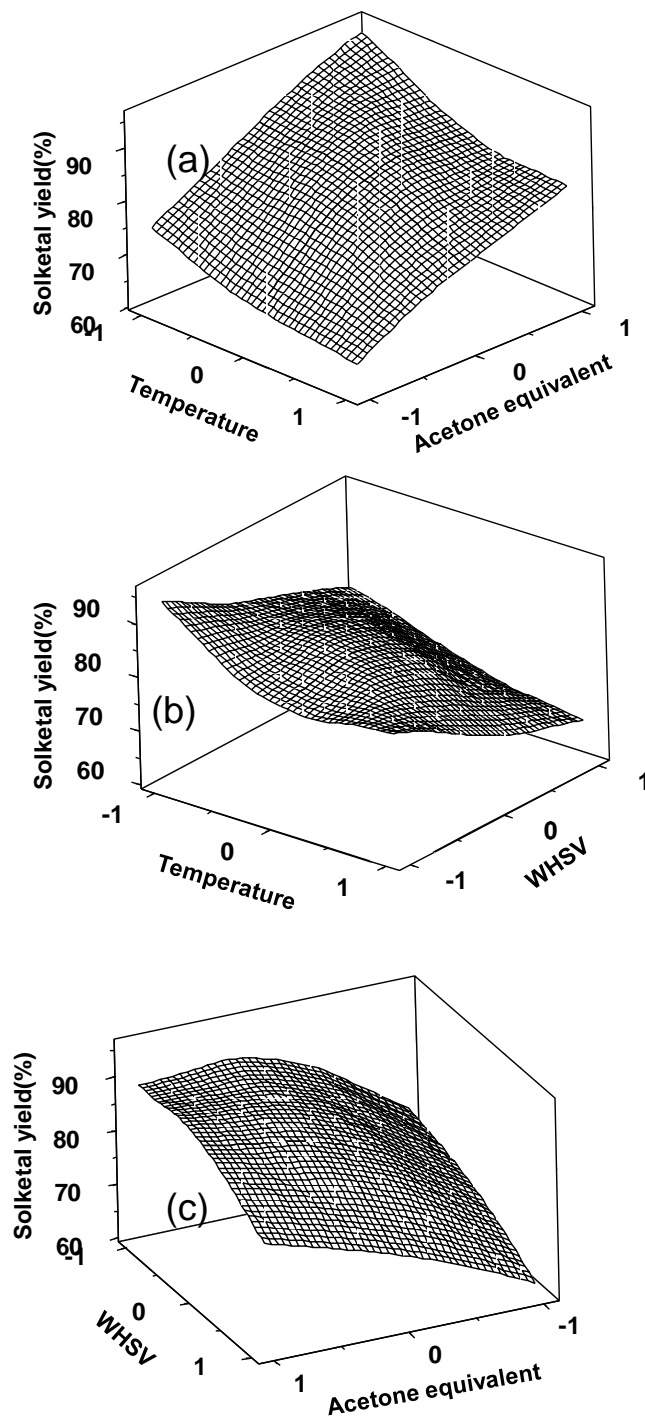 (a)
Solketal yield(%)
90
80
70
60
-1
0
1
Temperature
-1
0
1
Acetone equivalent
(b)
Solketal yield(%)
90
80
70
60
-1
0
1
Temperature
-1
0
1
WHSV
(c)
Solketal yield(%)
90
80
70
60
-1
0
1
WHSV
1
0
-1
Acetone equivalent